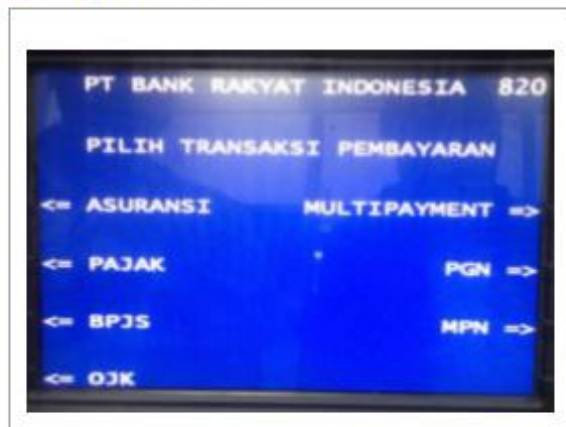 PT BANK RAKYAT INDONESIA 820
PILIH TRANSAKSI PEMBAYARAN
<= ASURANSI MULTIPAYMENT =>
<= PAJAK PGN =>
<= BPJS MPN =>
<= OJK